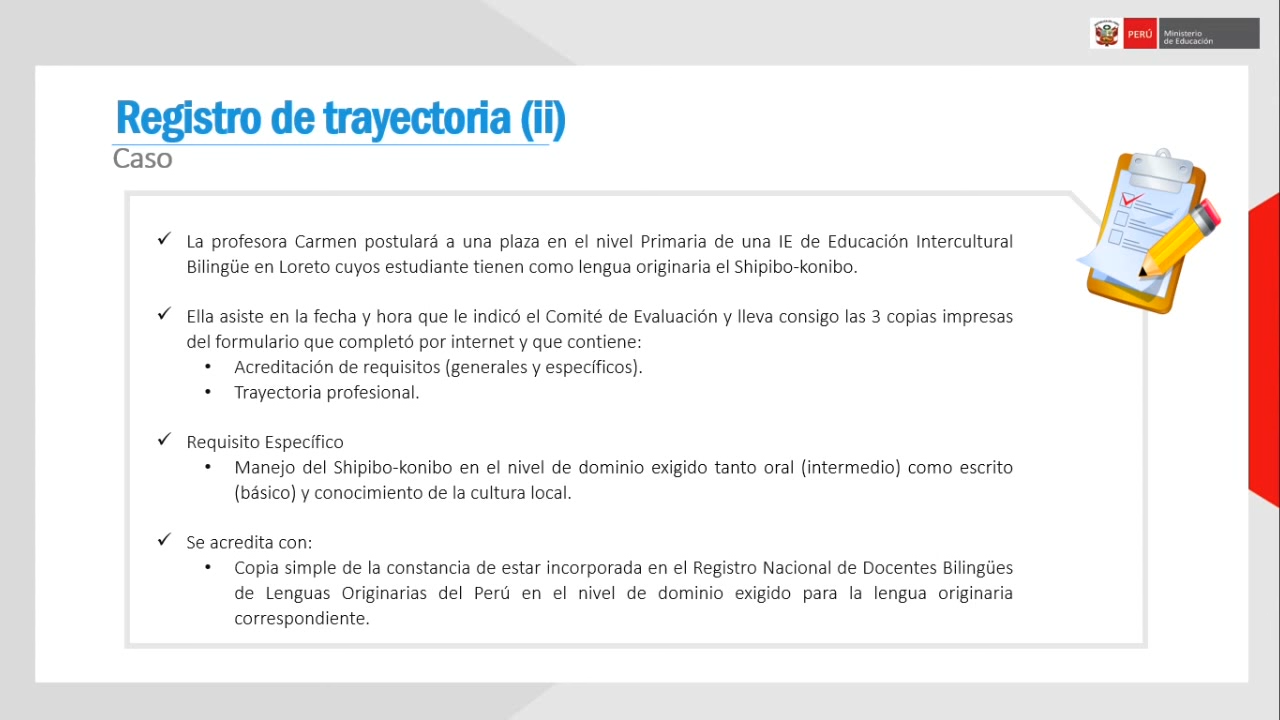 PERÚ
Ministerio
de Educación
Registro de trayectoria (ii)
Caso
✓ La profesora Carmen postulará a una plaza en el nivel Primaria de una IE de Educación Intercultural
Bilingüe en Loreto cuyos estudiante tienen como lengua originaria el Shipibo-konibo.
✓ Ella asiste en la fecha y hora que le indicó el Comité de Evaluación y lleva consigo las 3 copias impresas
del formulario que completó por internet y que contiene:
• Acreditación de requisitos (generales y específicos).
• Trayectoria profesional.
✓ Requisito Específico
• Manejo del Shipibo-konibo en el nivel de dominio exigido tanto oral (intermedio) como escrito
(básico) y conocimiento de la cultura local.
✓ Se acredita con:
• Copia simple de la constancia de estar incorporada en el Registro Nacional de Docentes Bilingües
de Lenguas Originarias del Perú en el nivel de dominio exigido para la lengua originaria
correspondiente.